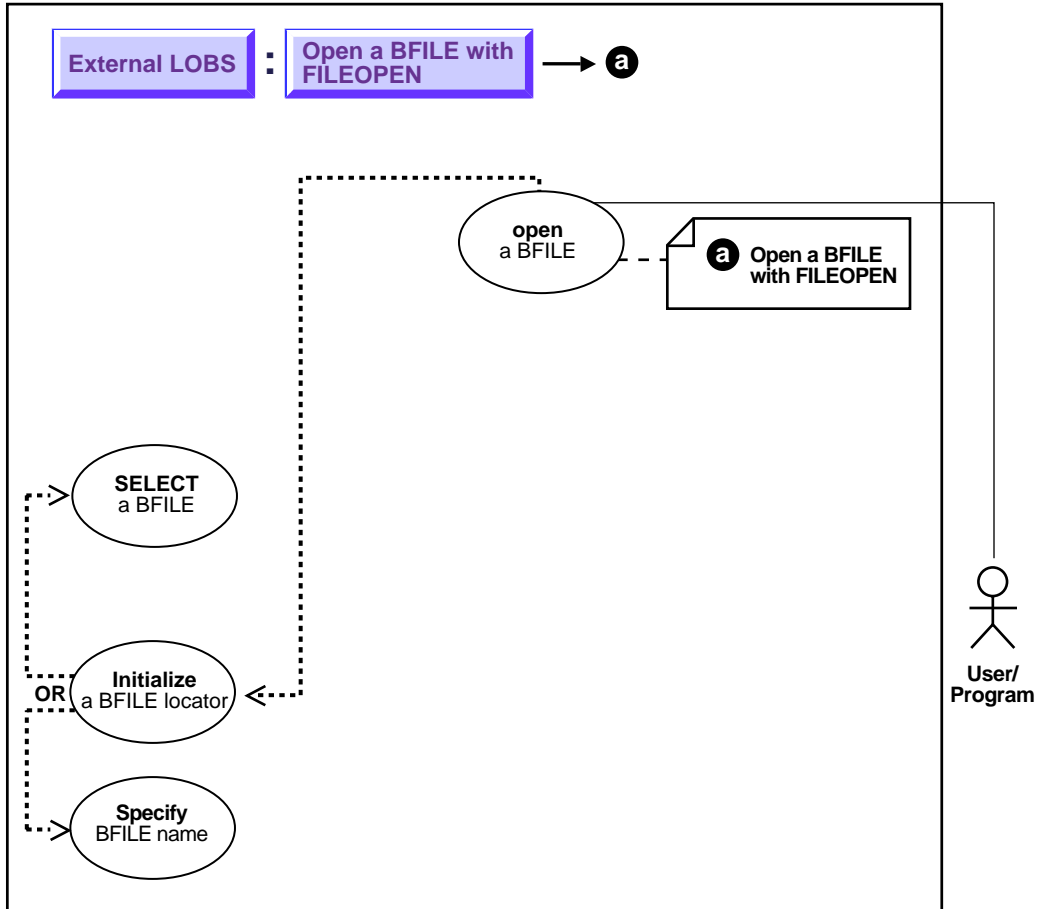 External LOBS : Open a BFILE with
FILEOPEN
a
open
a BFILE
a Open a BFILE
with FILEOPEN
SELECT
a BFILE
Initialize
OR a BFILE locator
User/
Program
Specify
BFILE name